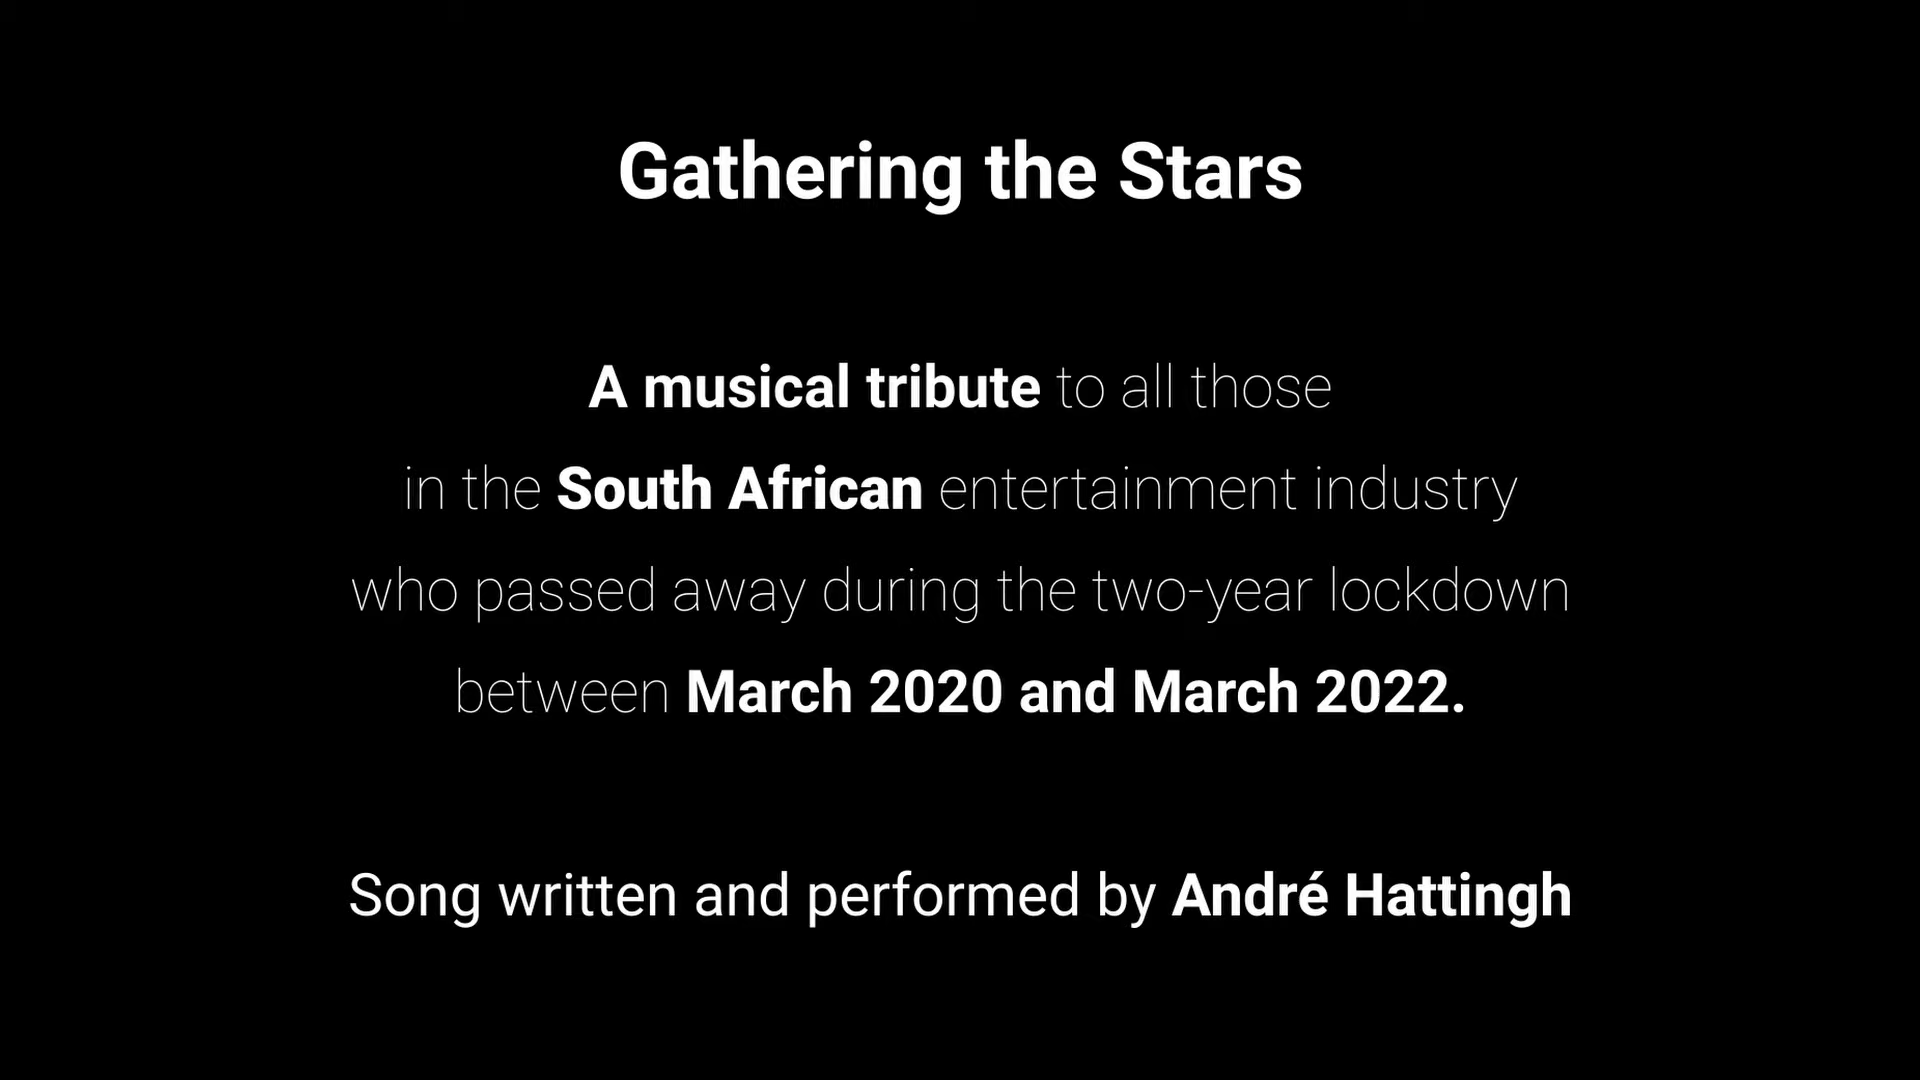 Gathering the Stars
A musical tribute to all those
in the South African entertainment industry
who passed away during the two-year lockdown
between March 2020 and March 2022.
Song written and performed by André Hattingh